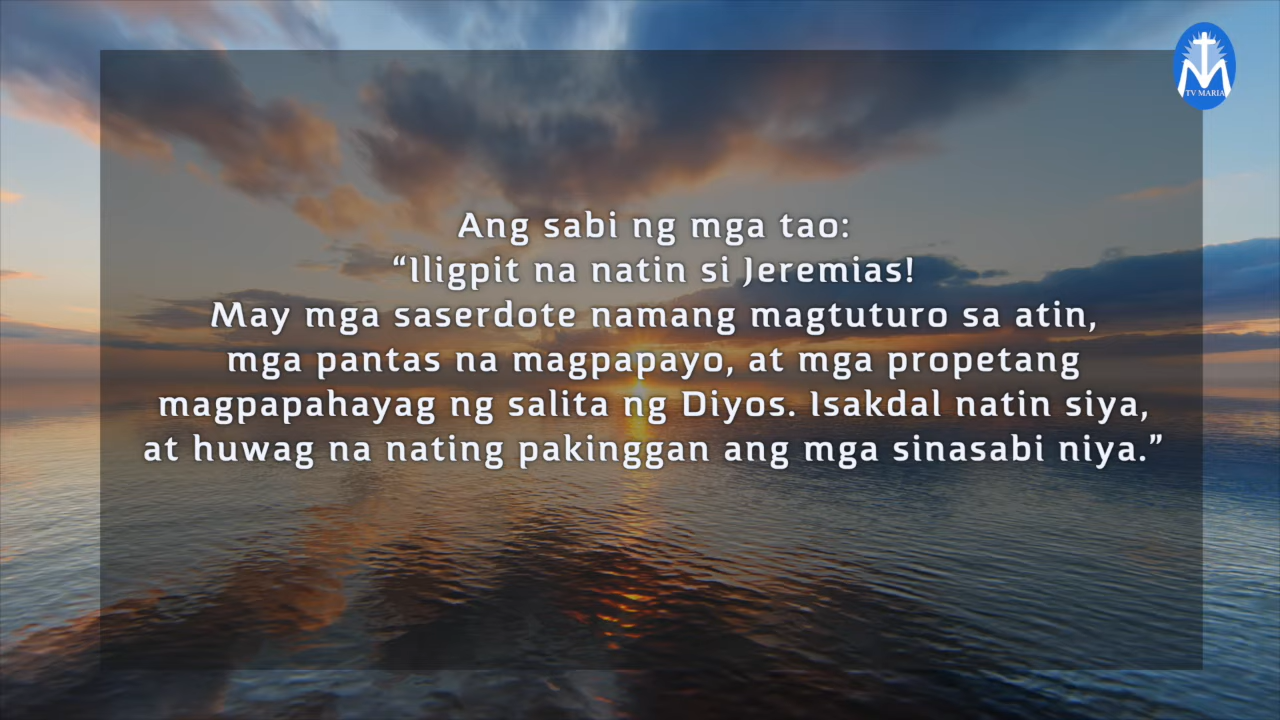 TV MARIA
Ang sabi ng mga tao:
“Iligpit na natin si Jeremias!
May mga saserdote namang magtuturo sa atin,
mga pantas na magpapayo, at mga propetang
magpapahayag ng salita ng Diyos. Isakdal natin siya,
at huwag na nating pakinggan ang mga sinasabi niya.”